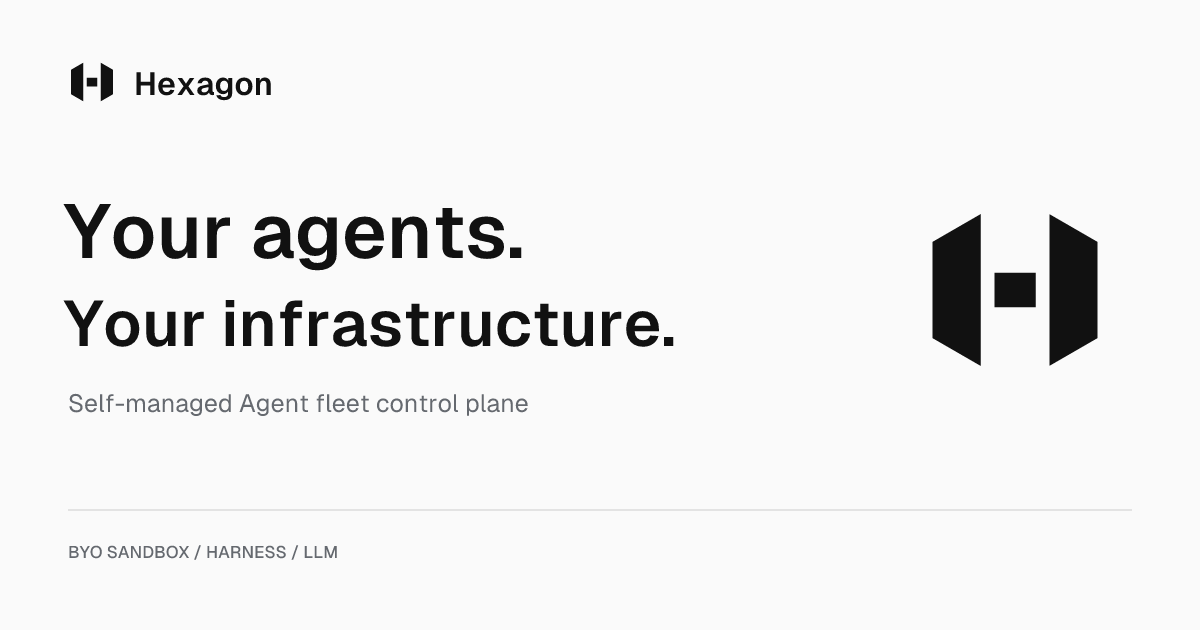 Hexagon
Your agents.
Your infrastructure.
Self-managed Agent fleet control plane
BYO SANDBOX / HARNESS / LLM